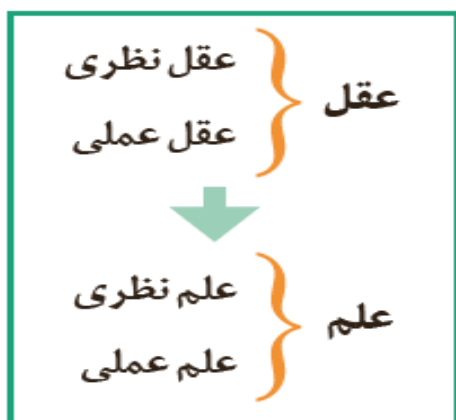 عقل
عقل نظری
عقل عملی
علم
علم نظری
علم عملی